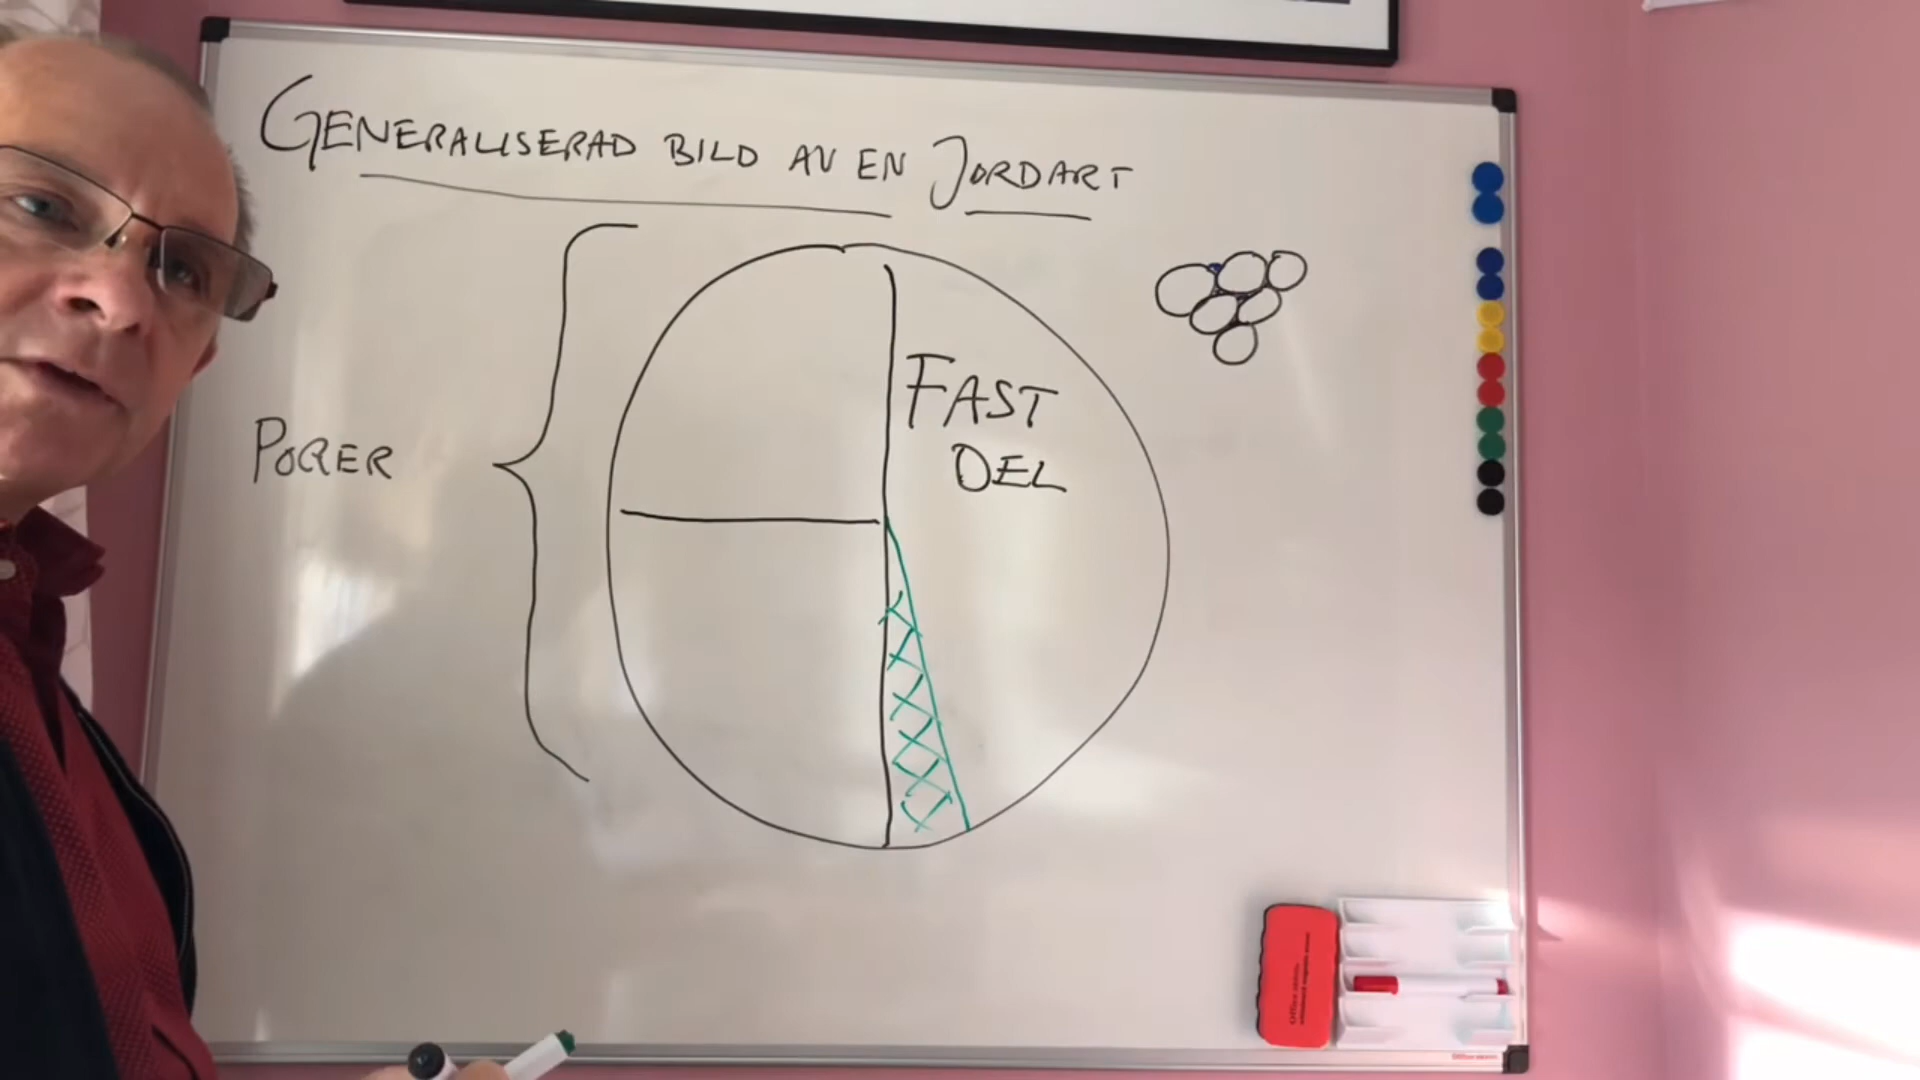 GENERALISERAD BILD AV EN JORDART
PORER
FAST
DEL